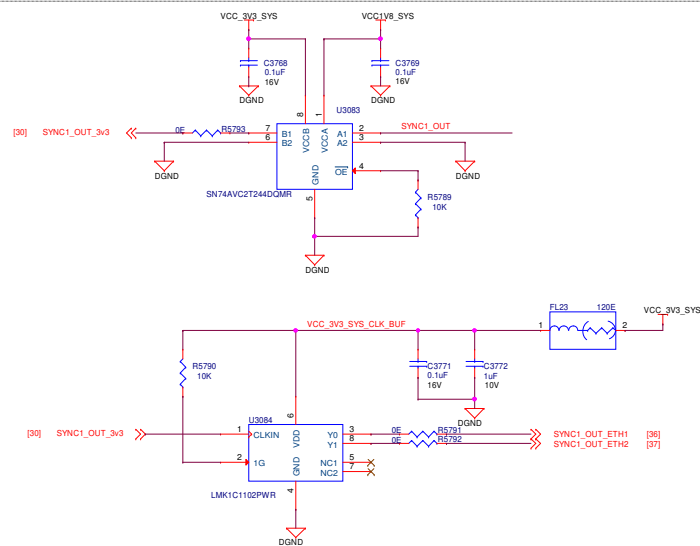 VCC_3V3_SYS
VCC1V8_SYS
C3768
0.1uF
16V
DGND
C3769
0.1uF
16V
DGND
U3083
8
1
[30] SYNC1_OUT_3v3
0E R5793
7 B1
6 B2
VCCB
VCCA
A1 2
A2 3
SYNC1_OUT
DGND
DGND
GND
OE 4
5
SN74AVC2T244DQMR
R5789
10K
DGND
FL23 120E
VCC_3V3_SYS
1
2
VCC_3V3_SYS_CLK_BUF
R5790
10K
C3771
0.1uF
16V
C3772
1uF
10V
DGND
U3084
6
[30] SYNC1_OUT_3v3
1 CLKIN
VDD
Y0 3
Y1 8
0E R5791
0E R5792
SYNC1_OUT_ETH1 [36]
SYNC1_OUT_ETH2 [37]
2 1G
GND
NC1 5
NC2 7
4
LMK1C1102PWR
DGND